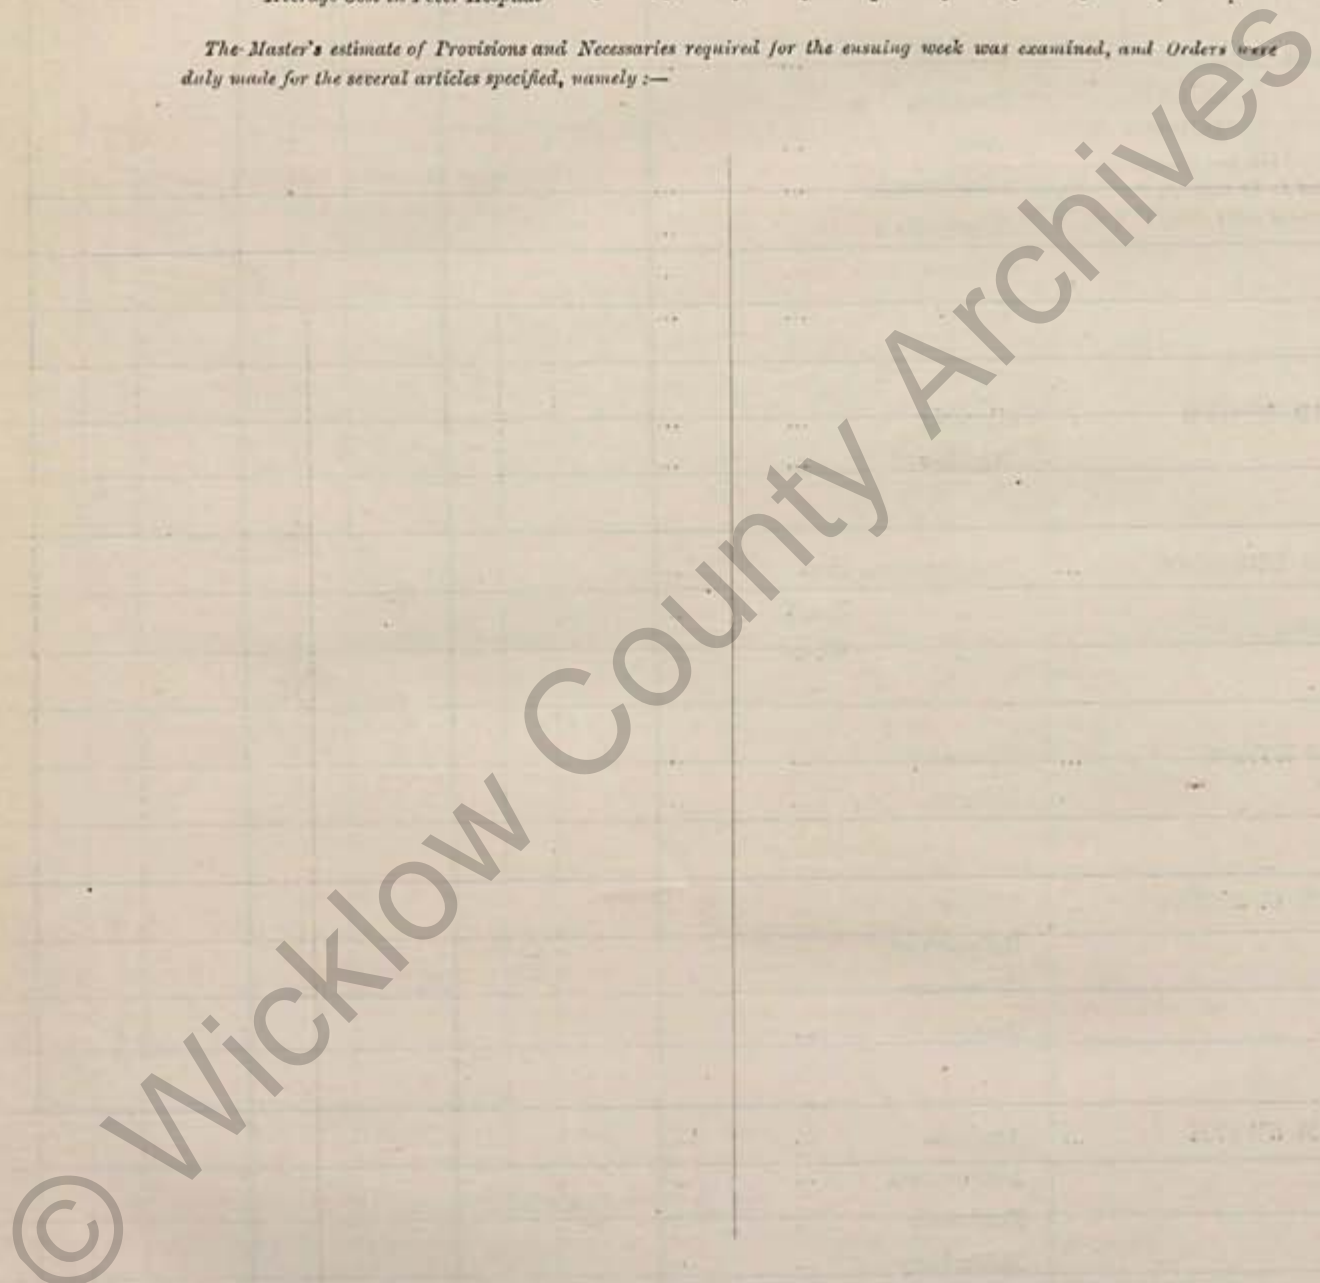 The Master's estimate of Provisions and Necessaries required for the ensuing week was examined, and Orders were
duly made for the several articles specified, namely :—
© Wicklow County Archives